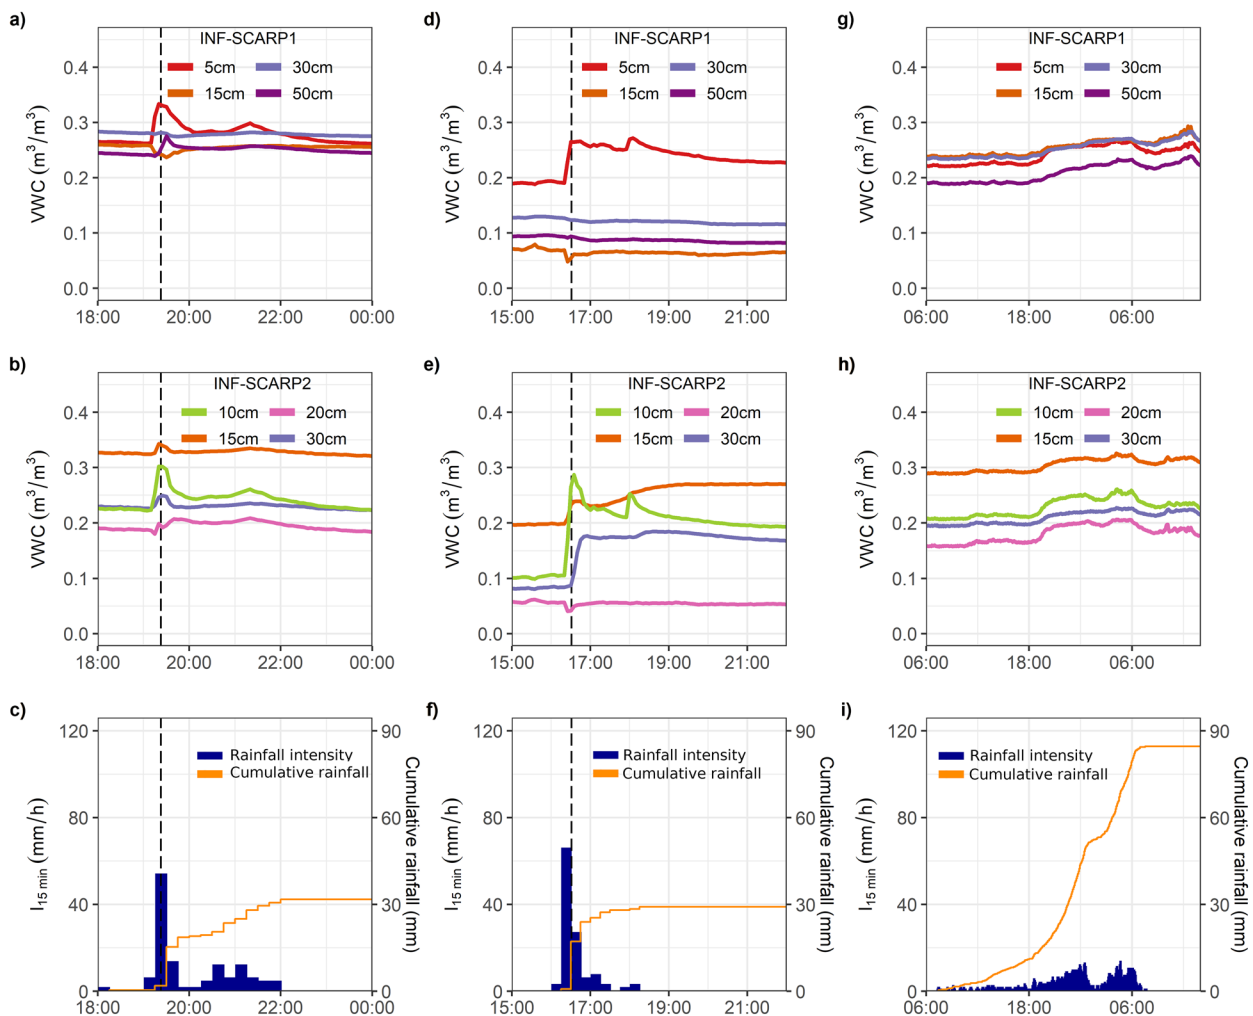 a)
INF-SCARP1
5cm 30cm
15cm 50cm
VWC (m³/m³)
0.4
0.3
0.2
0.1
0.0
18:00 20:00 22:00 00:00
d)
INF-SCARP1
5cm 30cm
15cm 50cm
VWC (m³/m³)
0.4
0.3
0.2
0.1
0.0
15:00 17:00 19:00 21:00
g)
INF-SCARP1
5cm 30cm
15cm 50cm
VWC (m³/m³)
0.4
0.3
0.2
0.1
0.0
06:00 18:00 06:00
b)
INF-SCARP2
10cm 20cm
15cm 30cm
VWC (m³/m³)
0.4
0.3
0.2
0.1
0.0
18:00 20:00 22:00 00:00
e)
INF-SCARP2
10cm 20cm
15cm 30cm
VWC (m³/m³)
0.4
0.3
0.2
0.1
0.0
15:00 17:00 19:00 21:00
h)
INF-SCARP2
10cm 20cm
15cm 30cm
VWC (m³/m³)
0.4
0.3
0.2
0.1
0.0
06:00 18:00 06:00
c)
Rainfall intensity
Cumulative rainfall
I₁₅ ₘᵢₙ (mm/h)
120
80
40
0
90
60
30
0
Cumulative
rainfall (mm)
18:00 20:00 22:00 00:00
f)
Rainfall intensity
Cumulative rainfall
I₁₅ ₘᵢₙ (mm/h)
120
80
40
0
90
60
30
0
Cumulative
rainfall (mm)
15:00 17:00 19:00 21:00
i)
Rainfall intensity
Cumulative rainfall
I₁₅ ₘᵢₙ (mm/h)
120
80
40
0
90
60
30
0
Cumulative
rainfall (mm)
06:00 18:00 06:00